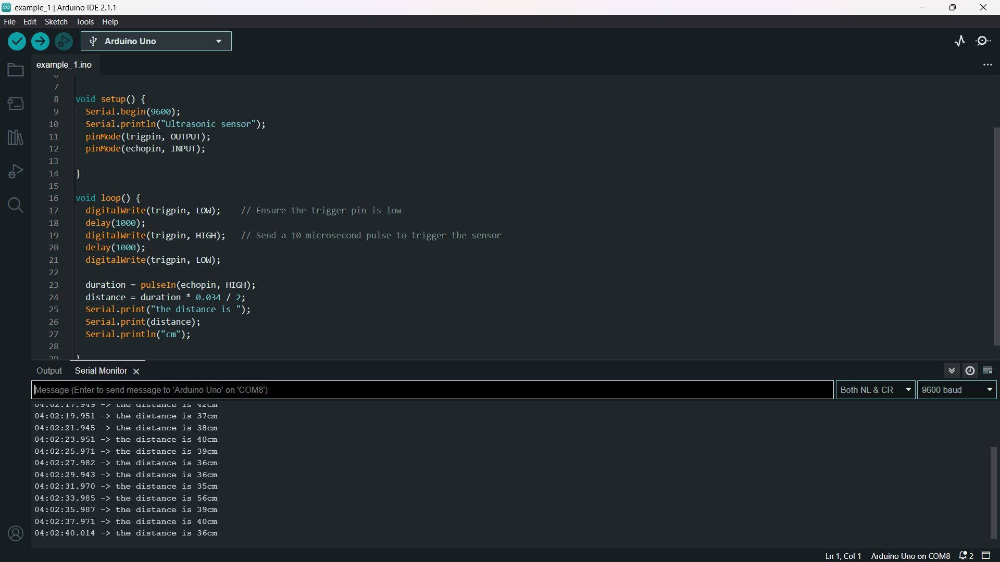 example_1 | Arduino IDE 2.1.1
File Edit Sketch Tools Help
Arduino Uno
example_1.ino
6
7
8 void setup() {
9 Serial.begin(9600);
10 Serial.println("Ultrasonic sensor");
11 pinMode(trigpin, OUTPUT);
12 pinMode(echopin, INPUT);
13
14 }
15
16 void loop() {
17 digitalWrite(trigpin, LOW); // Ensure the trigger pin is low
18 delay(1000);
19 digitalWrite(trigpin, HIGH); // Send a 10 microsecond pulse to trigger the sensor
20 delay(1000);
21 digitalWrite(trigpin, LOW);
22
23 duration = pulseIn(echopin, HIGH);
24 distance = duration * 0.034 / 2;
25 Serial.print("the distance is ");
26 Serial.print(distance);
27 Serial.println("cm");
28
29 }
Output Serial Monitor
Message (Enter to send message to 'Arduino Uno' on 'COM8') Both NL & CR 9600 baud
04:02:17.949 -> the distance is 42cm
04:02:19.951 -> the distance is 37cm
04:02:21.945 -> the distance is 38cm
04:02:23.951 -> the distance is 40cm
04:02:25.971 -> the distance is 39cm
04:02:27.982 -> the distance is 36cm
04:02:29.943 -> the distance is 36cm
04:02:31.970 -> the distance is 35cm
04:02:33.985 -> the distance is 56cm
04:02:35.987 -> the distance is 39cm
04:02:37.971 -> the distance is 40cm
04:02:40.014 -> the distance is 36cm
Ln 1, Col 1 Arduino Uno on COM8 2